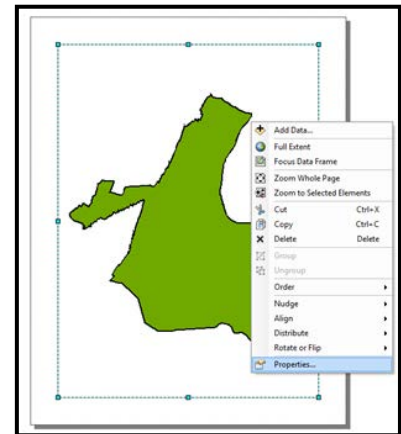 Add Data...
Full Extent
Focus Data Frame
Zoom Whole Page
Zoom to Selected Elements
Cut Ctrl+X
Copy Ctrl+C
Delete Delete
Group
Ungroup
Order
Nudge
Align
Distribute
Rotate or Flip
Properties...